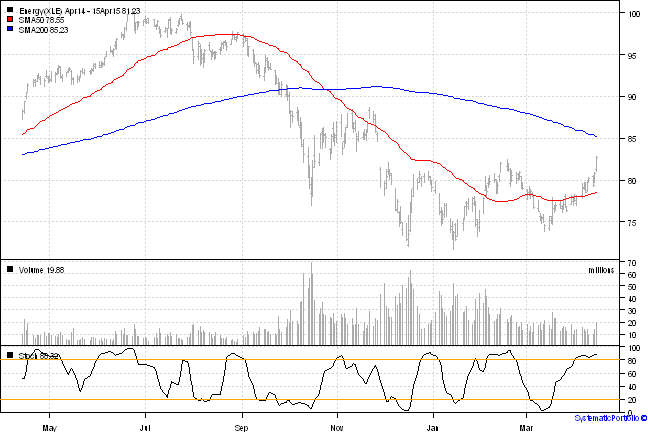 Energy(XLE) Apr14 - 15Apr15 81.23
SMA50 78.55
SMA200 85.23
100
95
90
85
80
75
Volume 19.88
millions
70
60
50
40
30
20
10
100
80
60
40
20
0
May
Jul
Sep
Nov
Jan
Mar
SystematicPortfolio ©